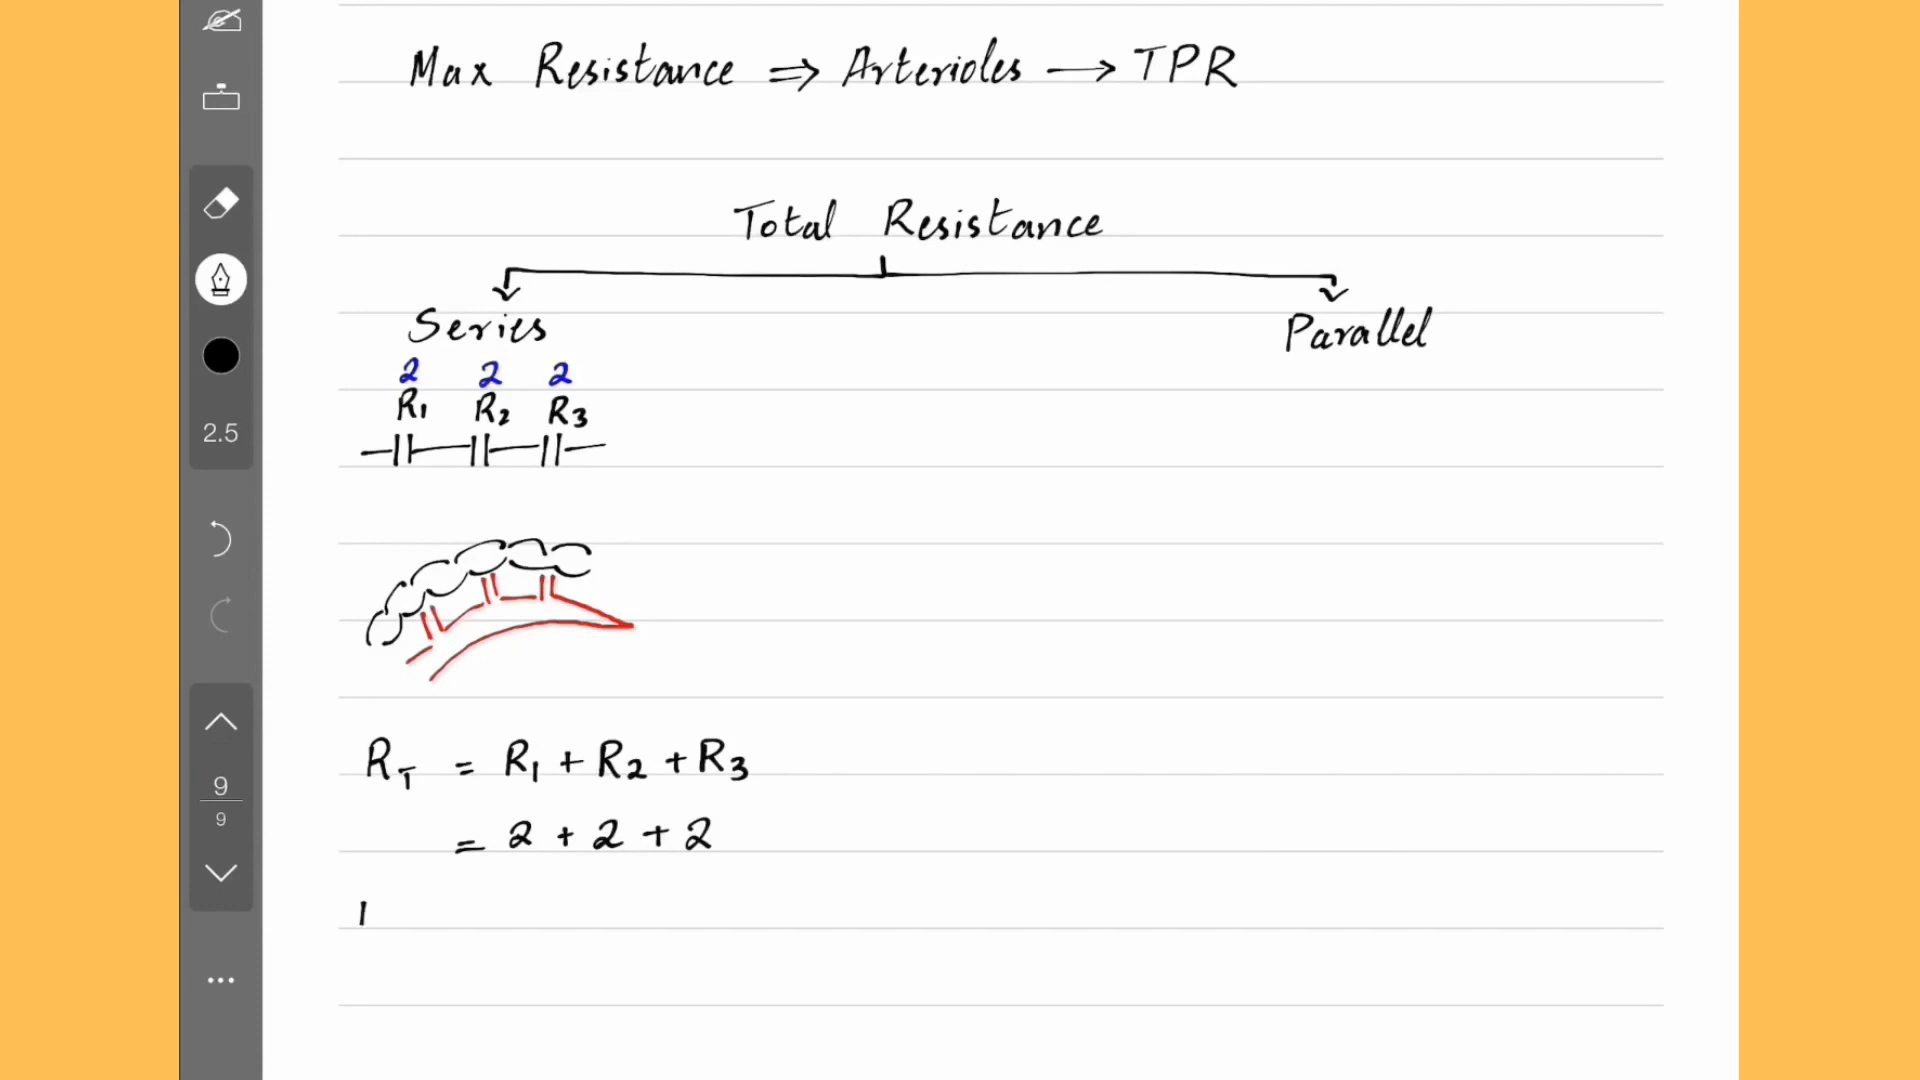 Max Resistance ⇒ Arterioles → TPR
Total Resistance
Series Parallel
2 2 2
R₁ R₂ R₃
2.5
R_T = R₁ + R₂ + R₃
= 2 + 2 + 2
9
9